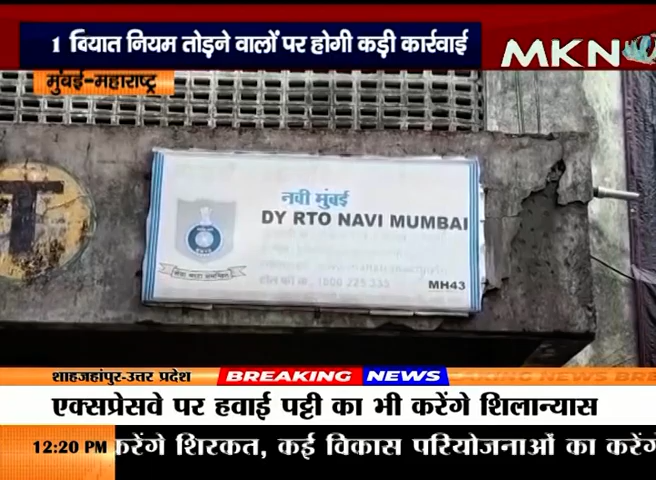 1 बियात नियम तोड़ने वालों पर होगी कड़ी कार्रवाई
MKN
मुंबई-महाराष्ट्र
T
नवी मुंबई
DY RTO NAVI MUMBAI
टोल फ्री क्र. 1800 225 335
MH43
शाहजहांपुर-उत्तर प्रदेश
BREAKING NEWS
एक्सप्रेसवे पर हवाई पट्टी का भी करेंगे शिलान्यास
12:20 PM
करेंगे शिरकत, कई विकास परियोजनाओं का करेंगे